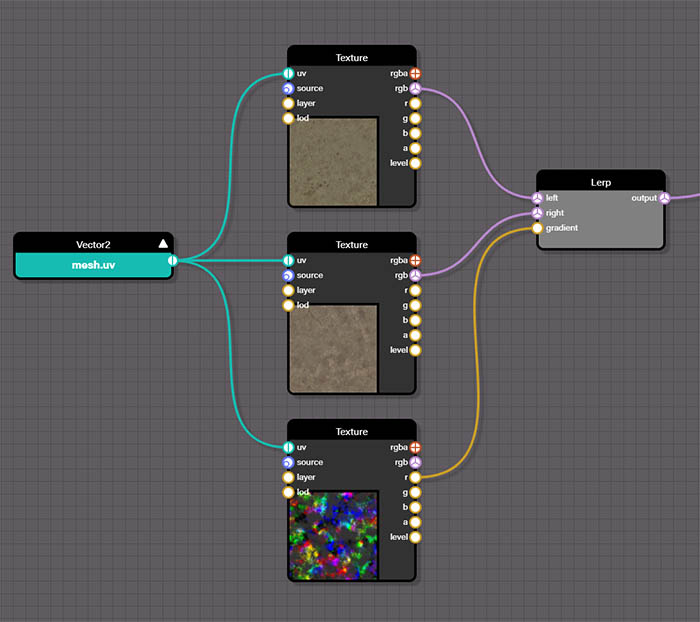 Texture
uv rgba
source rgb
layer r
lod g
b
a
level
Lerp
left output
right
gradient
Vector2
mesh.uv
Texture
uv rgba
source rgb
layer r
lod g
b
a
level
Texture
uv rgba
source rgb
layer r
lod g
b
a
level